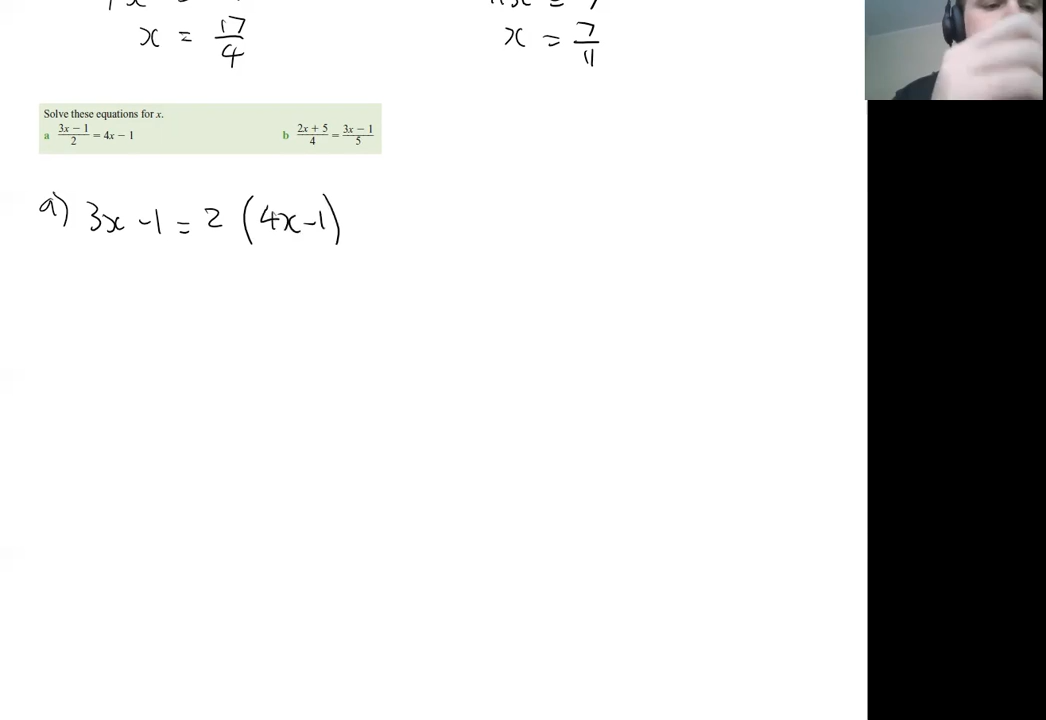 x = 17/4
x = 7/11
Solve these equations for x.
a (3x − 1)/2 = 4x − 1
b (2x + 5)/4 = (3x − 1)/5
a) 3x - 1 = 2 (4x - 1)